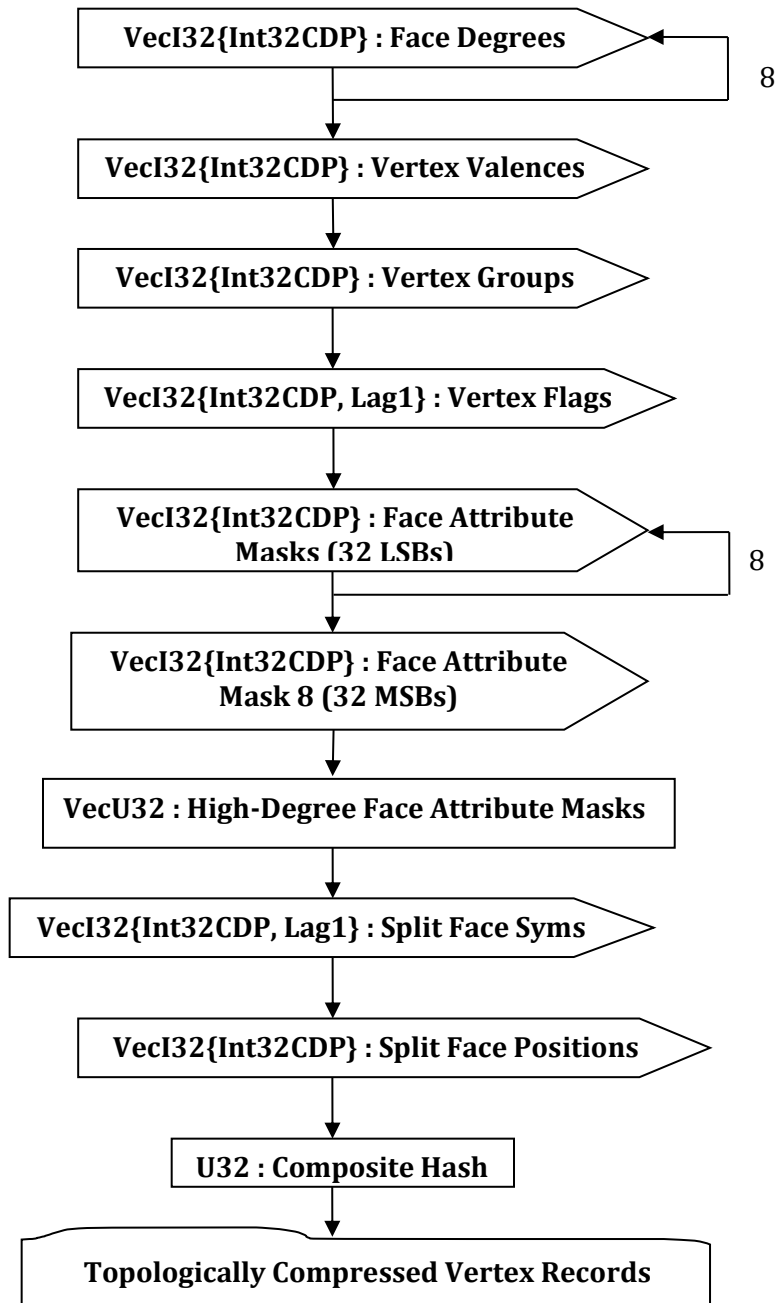 VecI32{Int32CDP} : Face Degrees
8
VecI32{Int32CDP} : Vertex Valences
VecI32{Int32CDP} : Vertex Groups
VecI32{Int32CDP, Lag1} : Vertex Flags
VecI32{Int32CDP} : Face Attribute
Masks (32 LSBs)
8
VecI32{Int32CDP} : Face Attribute
Mask 8 (32 MSBs)
VecU32 : High-Degree Face Attribute Masks
VecI32{Int32CDP, Lag1} : Split Face Syms
VecI32{Int32CDP} : Split Face Positions
U32 : Composite Hash
Topologically Compressed Vertex Records